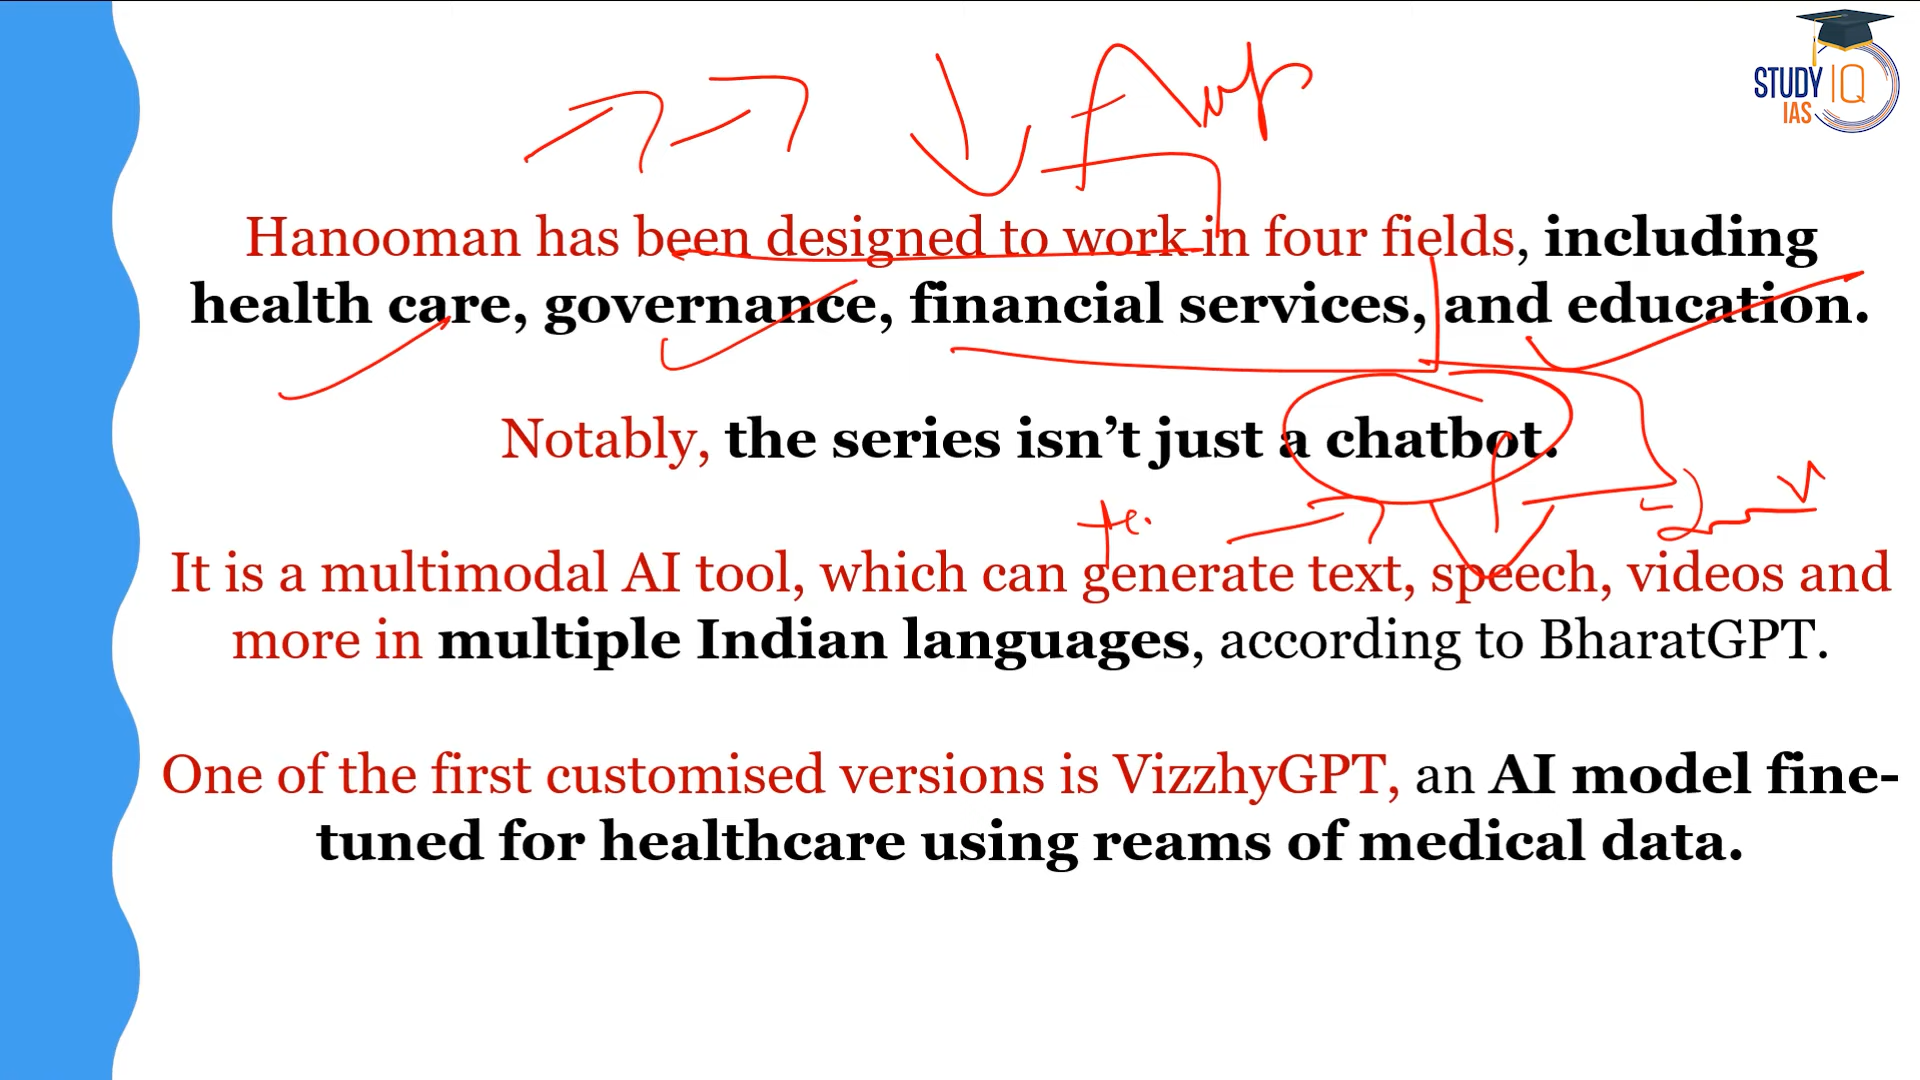 STUDY IQ
IAS
Hanooman has been designed to work in four fields, including
health care, governance, financial services, and education.
Notably, the series isn’t just a chatbot.
It is a multimodal AI tool, which can generate text, speech, videos and
more in multiple Indian languages, according to BharatGPT.
One of the first customised versions is VizzhyGPT, an AI model fine-
tuned for healthcare using reams of medical data.